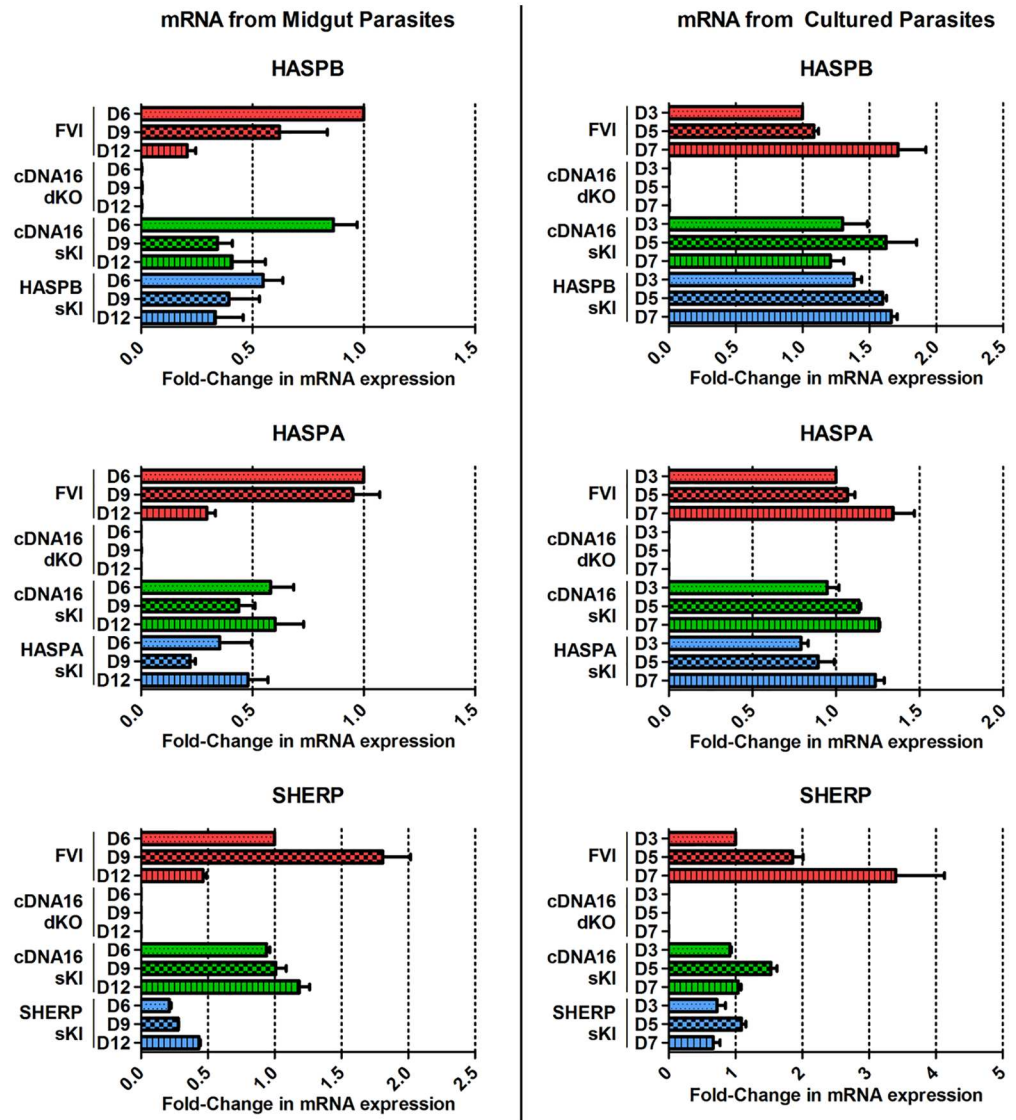 mRNA from Midgut Parasites
HASPB
FVI
D6
D9
D12
cDNA16
dKO
D6
D9
D12
cDNA16
sKI
D6
D9
D12
HASPB
sKI
D6
D9
D12
0.0
0.5
1.0
1.5
Fold-Change in mRNA expression
HASPA
FVI
D6
D9
D12
cDNA16
dKO
D6
D9
D12
cDNA16
sKI
D6
D9
D12
HASPA
sKI
D6
D9
D12
0.0
0.5
1.0
1.5
Fold-Change in mRNA expression
SHERP
FVI
D6
D9
D12
cDNA16
dKO
D6
D9
D12
cDNA16
sKI
D6
D9
D12
SHERP
sKI
D6
D9
D12
0.0
0.5
1.0
1.5
2.0
2.5
Fold-Change in mRNA expression
mRNA from Cultured Parasites
HASPB
FVI
D3
D5
D7
cDNA16
dKO
D3
D5
D7
cDNA16
sKI
D3
D5
D7
HASPB
sKI
D3
D5
D7
0.0
0.5
1.0
1.5
2.0
2.5
Fold-Change in mRNA expression
HASPA
FVI
D3
D5
D7
cDNA16
dKO
D3
D5
D7
cDNA16
sKI
D3
D5
D7
HASPA
sKI
D3
D5
D7
0.0
0.5
1.0
1.5
2.0
Fold-Change in mRNA expression
SHERP
FVI
D3
D5
D7
cDNA16
dKO
D3
D5
D7
cDNA16
sKI
D3
D5
D7
SHERP
sKI
D3
D5
D7
0
1
2
3
4
5
Fold-Change in mRNA expression